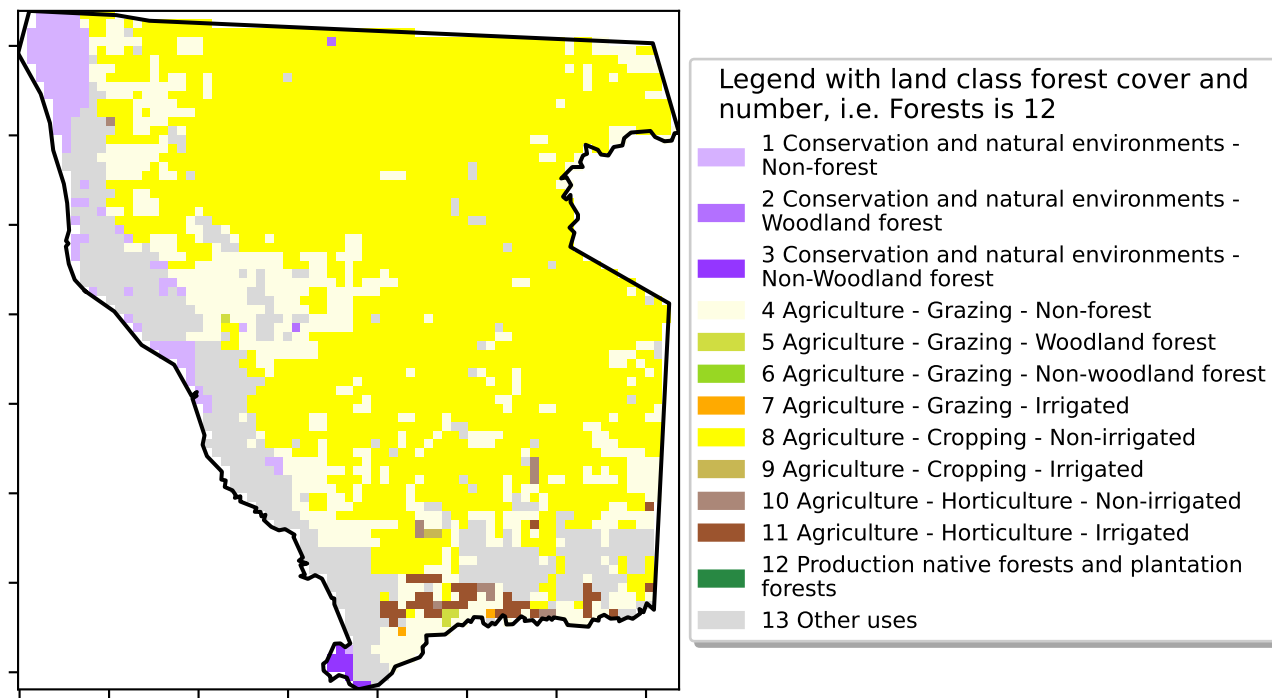 Legend with land class forest cover and
number, i.e. Forests is 12
1 Conservation and natural environments -
Non-forest
2 Conservation and natural environments -
Woodland forest
3 Conservation and natural environments -
Non-Woodland forest
4 Agriculture - Grazing - Non-forest
5 Agriculture - Grazing - Woodland forest
6 Agriculture - Grazing - Non-woodland forest
7 Agriculture - Grazing - Irrigated
8 Agriculture - Cropping - Non-irrigated
9 Agriculture - Cropping - Irrigated
10 Agriculture - Horticulture - Non-irrigated
11 Agriculture - Horticulture - Irrigated
12 Production native forests and plantation
forests
13 Other uses